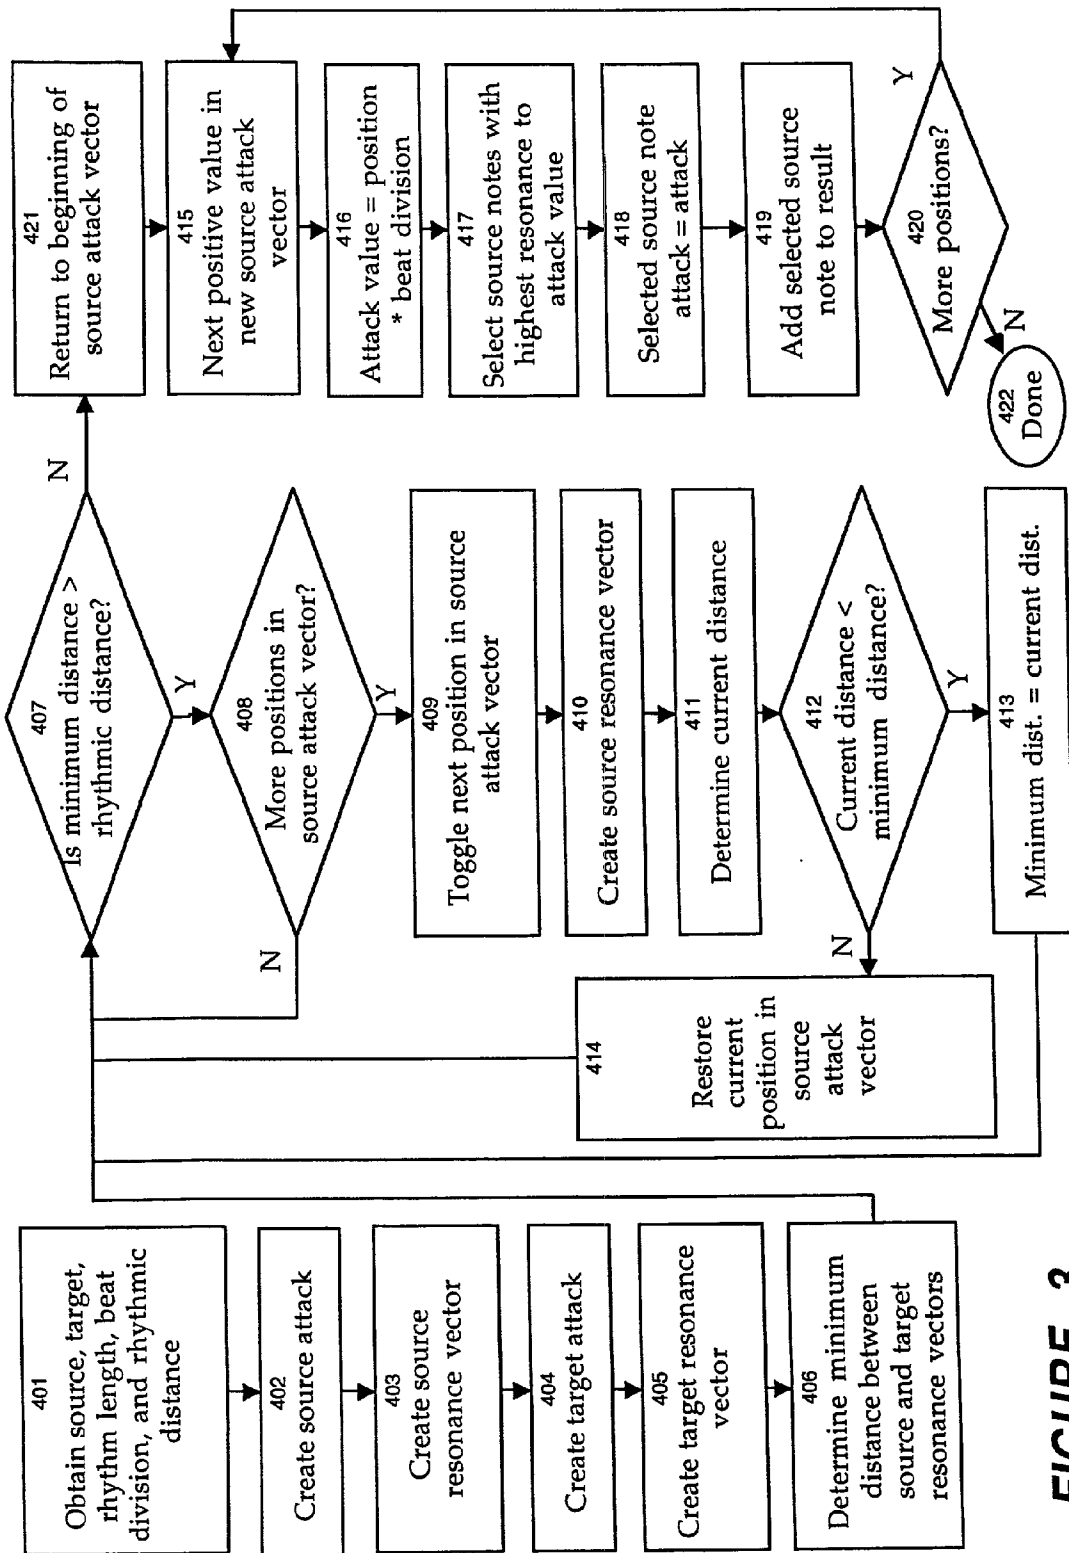 401
Obtain source, target,
rhythm length, beat
division, and rhythmic
distance
402
Create source attack
403
Create source
resonance vector
404
Create target attack
405
Create target resonance
vector
406
Determine minimum
distance between
source and target
resonance vectors
407
Is minimum distance >
rhythmic distance?
N
Y
408
More positions in
source attack vector?
N
Y
409
Toggle next position in source
attack vector
410
Create source resonance vector
411
Determine current distance
412
Current distance <
minimum distance?
N
Y
413
Minimum dist. = current dist.
414
Restore
current
position in
source
attack
vector
421
Return to beginning of
source attack vector
415
Next positive value in
new source attack
vector
416
Attack value = position
* beat division
417
Select source notes with
highest resonance to
attack value
418
Selected source note
attack = attack
419
Add selected source
note to result
420
More positions?
Y
N
422
Done
FIGURE 3